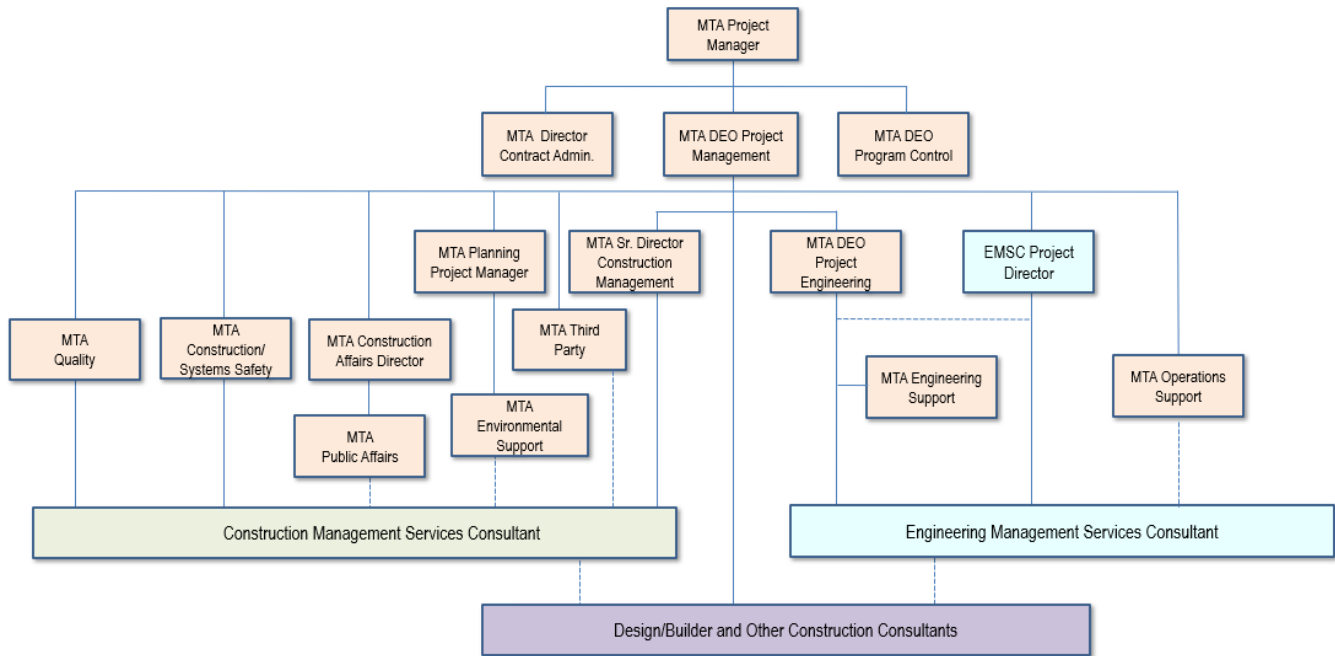 MTA Project
Manager
MTA Director
Contract Admin.
MTA DEO Project
Management
MTA DEO
Program Control
MTA Planning
Project Manager
MTA Sr. Director
Construction
Management
MTA DEO
Project
Engineering
EMSC Project
Director
MTA
Quality
MTA
Construction/
Systems Safety
MTA Construction
Affairs Director
MTA Third
Party
MTA Engineering
Support
MTA Operations
Support
MTA
Public Affairs
MTA
Environmental
Support
Construction Management Services Consultant
Engineering Management Services Consultant
Design/Builder and Other Construction Consultants